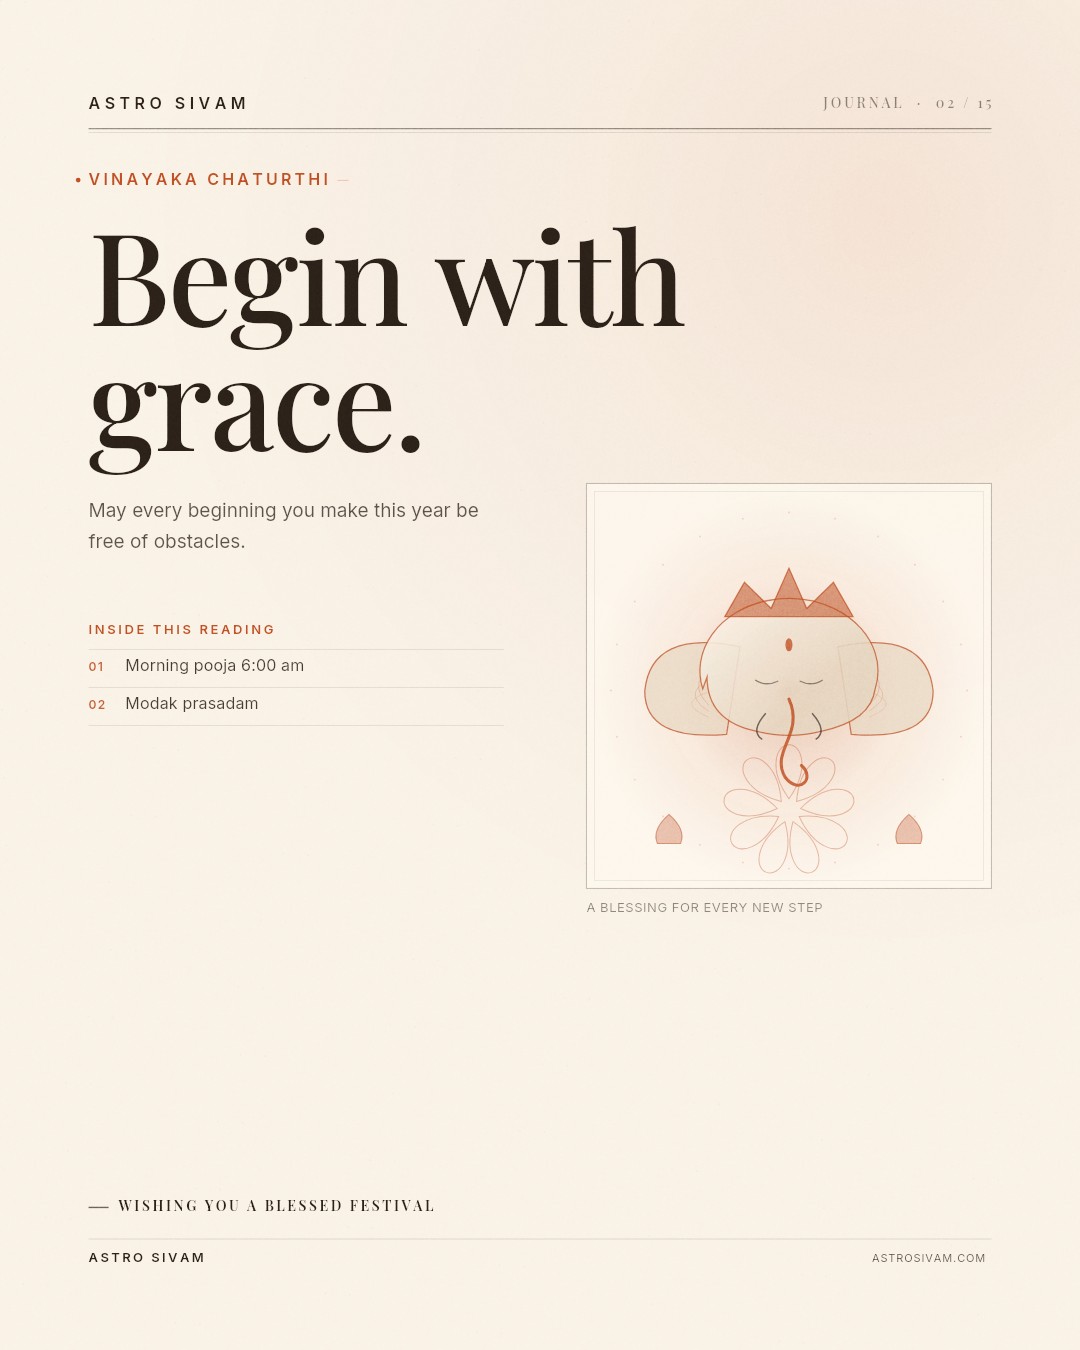 ASTRO SIVAM
JOURNAL · 02 / 15
• VINAYAKA CHATURTHI —
Begin with
grace.
May every beginning you make this year be
free of obstacles.
INSIDE THIS READING
01 Morning pooja 6:00 am
02 Modak prasadam
A BLESSING FOR EVERY NEW STEP
— WISHING YOU A BLESSED FESTIVAL
ASTRO SIVAM
ASTROSIVAM.COM